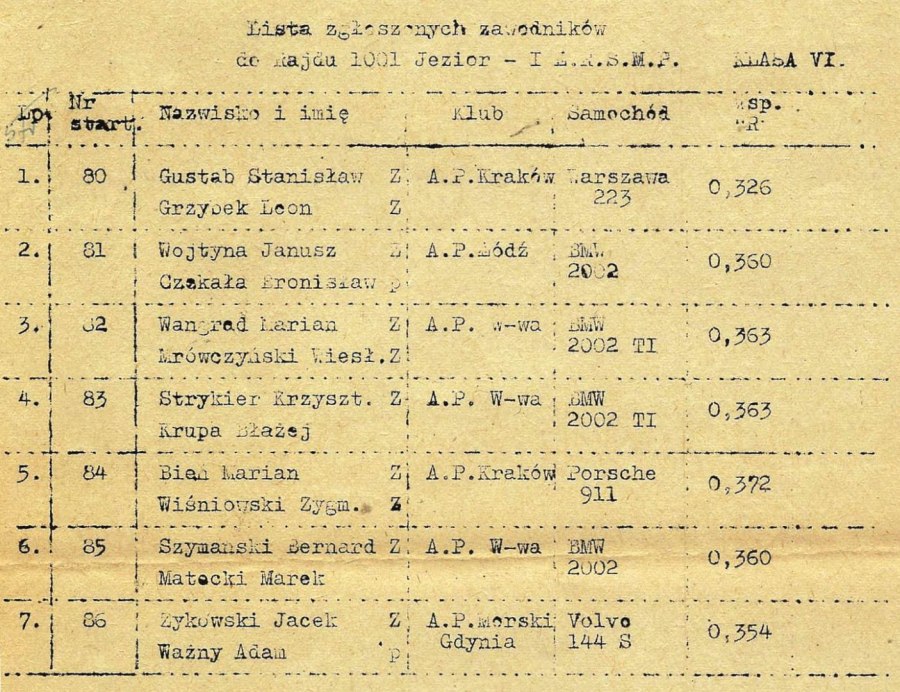 Lista zgłoszonych zawodników
do Rajdu 1001 Jezior - I E.R.S.M.P. KLASA VI.
Lp. Nr start. Nazwisko i imię Klub Samochód wsp. "R"
1. 80 Gustab Stanisław Z A.P.Kraków Warszawa 0,326
Grzybek Leon Z 223
2. 81 Wojtyna Janusz Z A.P.Łódź BMW 0,360
Czekała Bronisław p 2002
3. 82 Wangrad Marian Z A.P. W-wa BMW 0,363
Mrówczyński Wiesł. Z 2002 TI
4. 83 Strykier Krzyszt. Z A.P. W-wa BMW 0,363
Krupa Błażej 2002 TI
5. 84 Bień Marian Z A.P.Kraków Porsche 0,372
Wiśniowski Zygm. Z 911
6. 85 Szymański Bernard Z A.P. W-wa BMW 0,360
Matecki Marek 2002
7. 86 Żykowski Jacek Z A.P.Morski Volvo 0,354
Ważny Adam p Gdynia 144 S